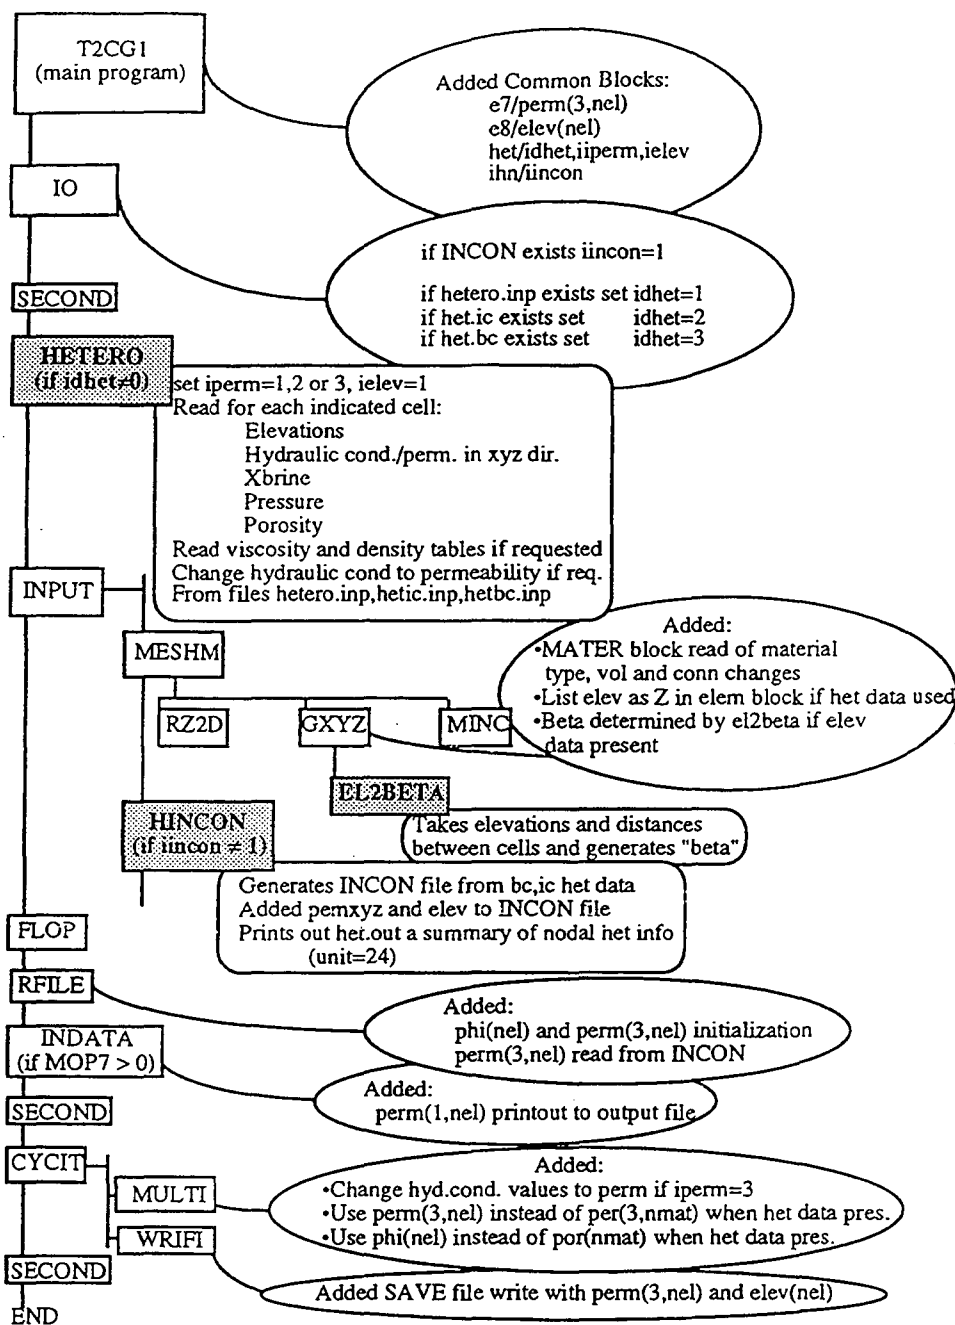 T2CG1
(main program)
Added Common Blocks:
e7/perm(3,nel)
e8/elev(nel)
het/idhet,iiperm,ielev
ihn/iincon
IO
if INCON exists iincon=1
if hetero.inp exists set idhet=1
if het.ic exists set idhet=2
if het.bc exists set idhet=3
SECOND
HETERO
(if idhet≠0)
set iperm=1,2 or 3, ielev=1
Read for each indicated cell:
Elevations
Hydraulic cond./perm. in xyz dir.
Xbrine
Pressure
Porosity
Read viscosity and density tables if requested
Change hydraulic cond to permeability if req.
From files hetero.inp,hetic.inp,hetbc.inp
INPUT
MESHM
Added:
•MATER block read of material
type, vol and conn changes
•List elev as Z in elem block if het data used
•Beta determined by el2beta if elev
data present
RZ2D
GXYZ
MINC
EL2BETA
Takes elevations and distances
between cells and generates "beta"
HINCON
(if iincon ≠ 1)
Generates INCON file from bc,ic het data
Added pemxyz and elev to INCON file
Prints out het.out a summary of nodal het info
(unit=24)
FLOP
RFILE
Added:
phi(nel) and perm(3,nel) initialization
perm(3,nel) read from INCON
INDATA
(if MOP7 > 0)
Added:
perm(1,nel) printout to output file
SECOND
CYCIT
Added:
•Change hyd.cond. values to perm if iperm=3
•Use perm(3,nel) instead of per(3,nmat) when het data pres.
•Use phi(nel) instead of por(nmat) when het data pres.
MULTI
WRIFI
SECOND
Added SAVE file write with perm(3,nel) and elev(nel)
END